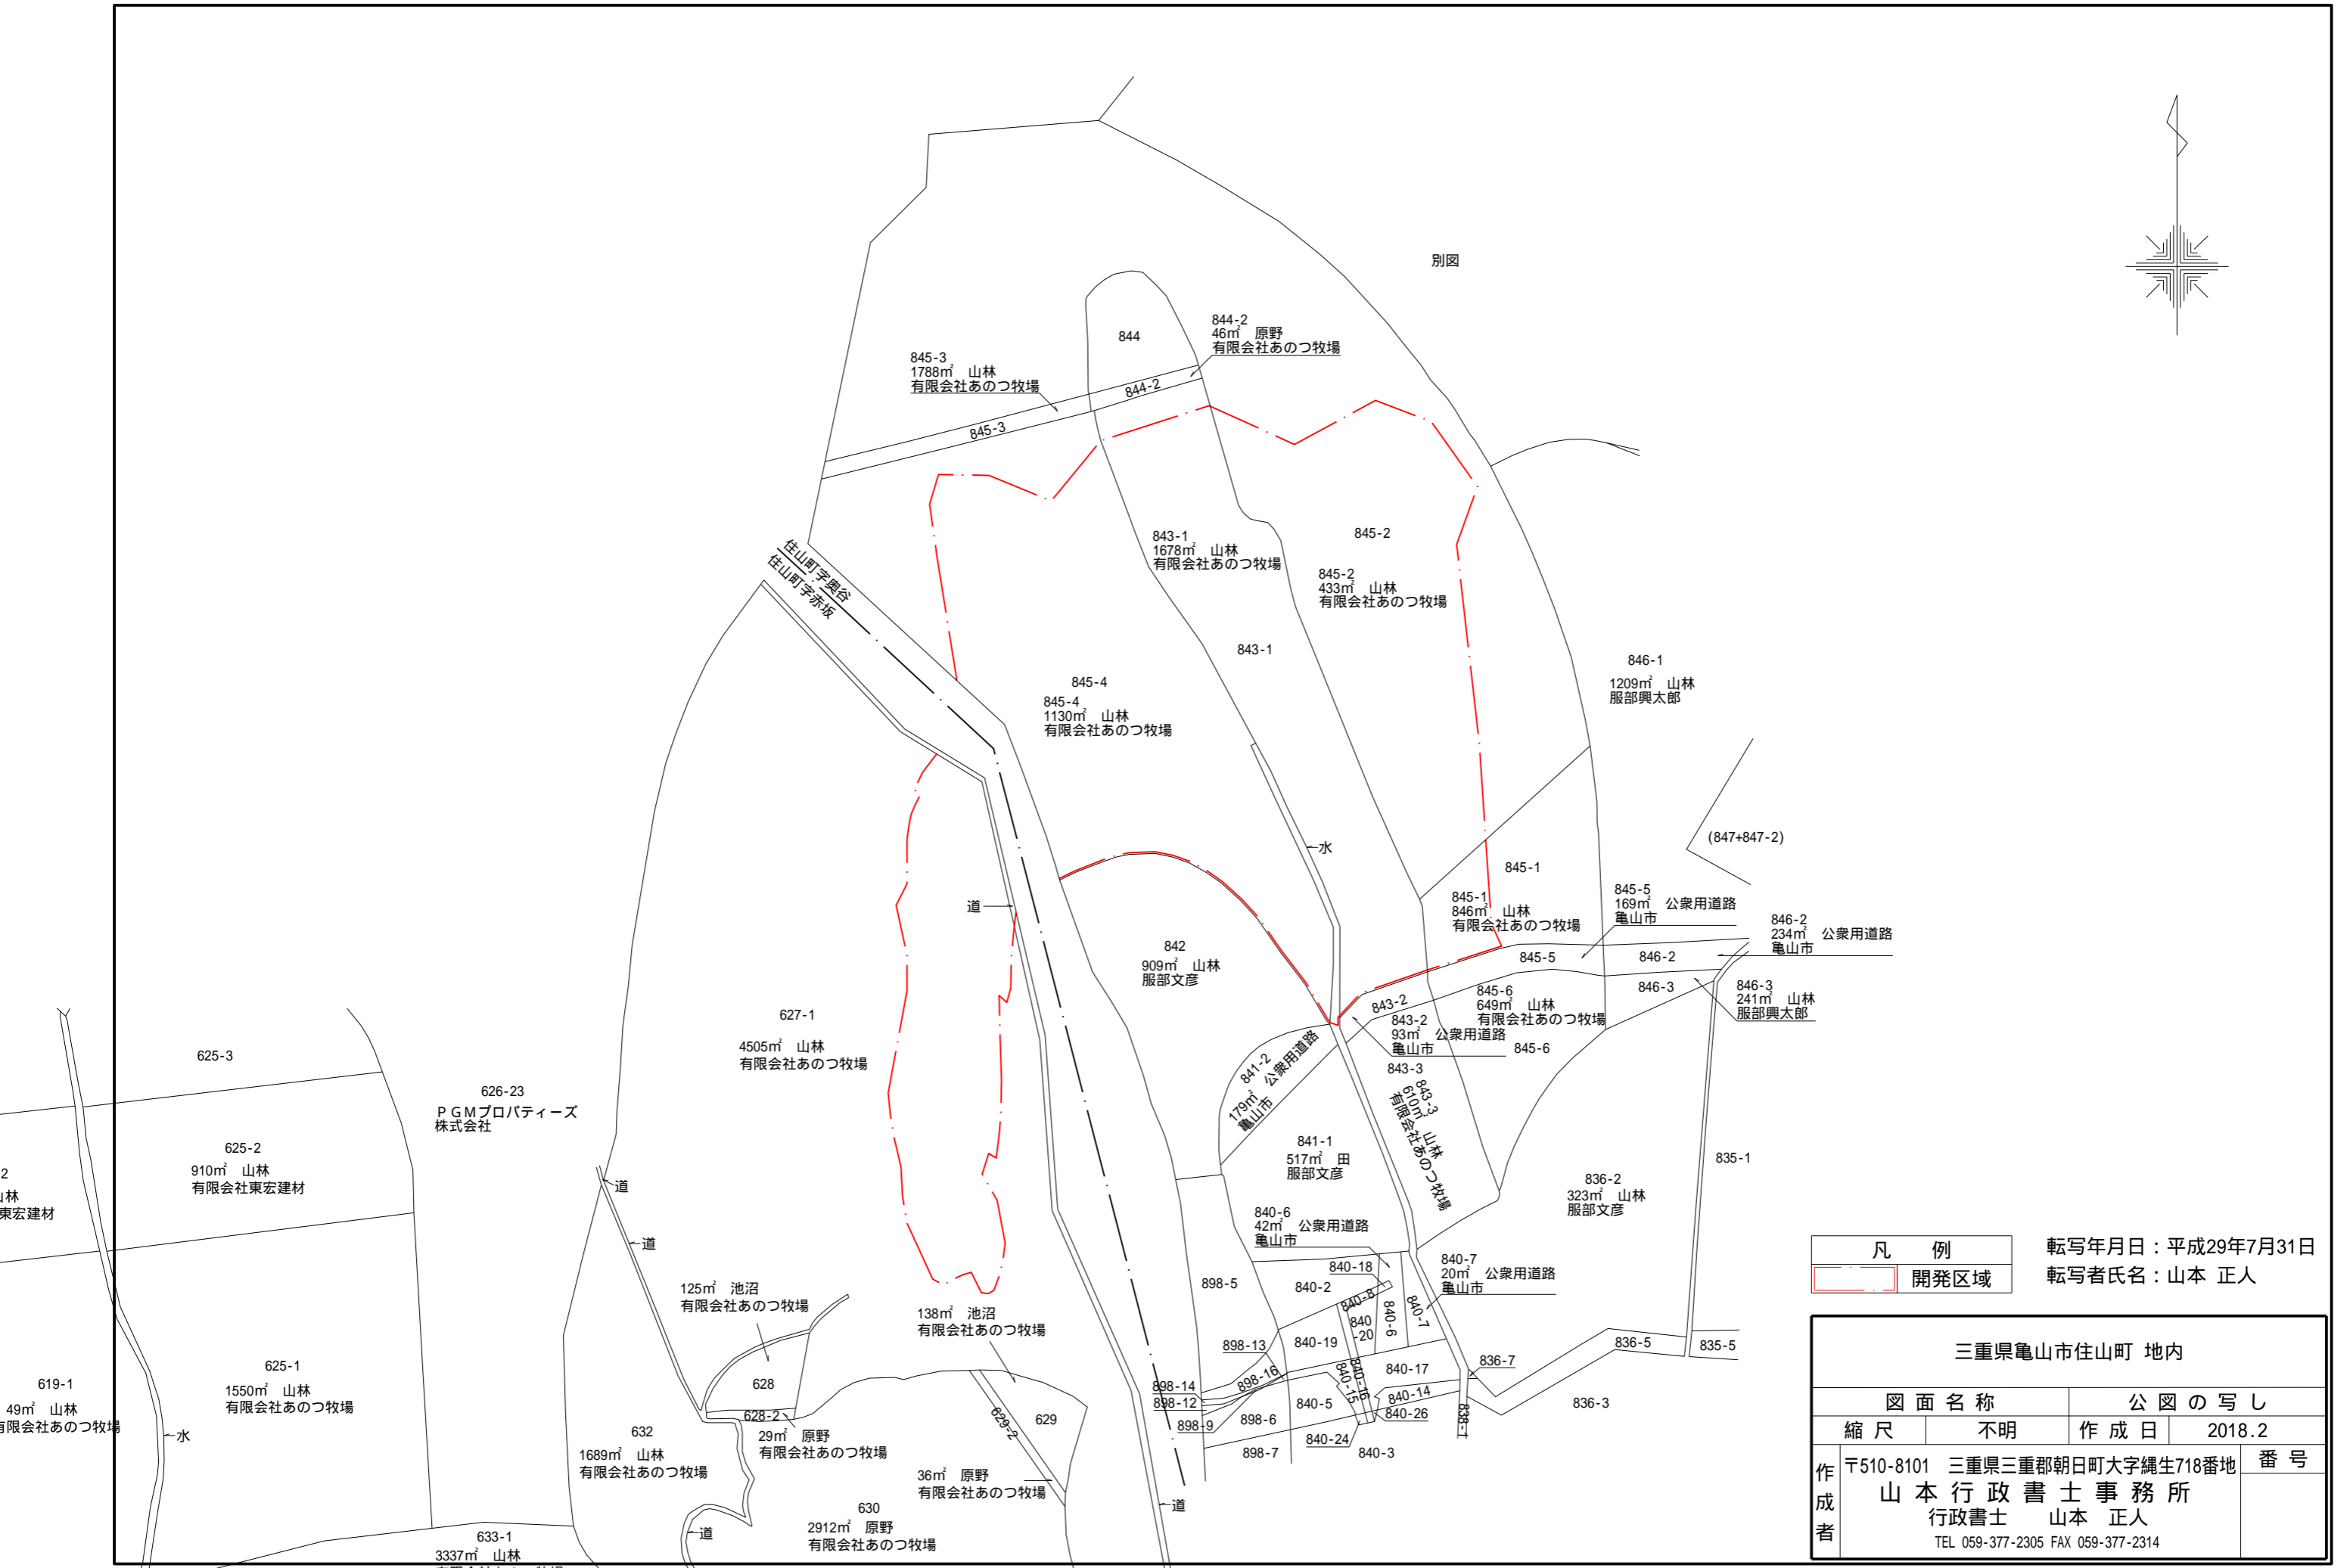 別図
844
844-2
46㎡ 原野
有限会社あのつ牧場
845-3
1788㎡ 山林
有限会社あのつ牧場
844-2
845-3
843-1
1678㎡ 山林
有限会社あのつ牧場
845-2
845-2
433㎡ 山林
有限会社あのつ牧場
住山町字奥谷
住山町字赤坂
843-1
846-1
1209㎡ 山林
服部興太郎
845-4
845-4
1130㎡ 山林
有限会社あのつ牧場
(847+847-2)
水
845-1
845-1
846㎡ 山林
有限会社あのつ牧場
845-5
169㎡ 公衆用道路
亀山市
846-2
234㎡ 公衆用道路
亀山市
道
842
909㎡ 山林
服部文彦
845-5
846-2
846-3
846-3
241㎡ 山林
服部興太郎
845-6
649㎡ 山林
有限会社あのつ牧場
845-6
843-2
843-2
93㎡ 公衆用道路
亀山市
627-1
4505㎡ 山林
有限会社あのつ牧場
841-2
公衆用道路
179㎡
亀山市
843-3
843-3
610㎡ 山林
有限会社あのつ牧場
625-3
626-23
ＰＧＭプロパティーズ
株式会社
625-2
910㎡ 山林
有限会社東宏建材
2
山林
東宏建材
841-1
517㎡ 田
服部文彦
835-1
836-2
323㎡ 山林
服部文彦
道
道
840-6
42㎡ 公衆用道路
亀山市
840-7
20㎡ 公衆用道路
亀山市
898-5
840-2
840-18
840-8
840-6
840-7
125㎡ 池沼
有限会社あのつ牧場
138㎡ 池沼
有限会社あのつ牧場
840-19
840
-20
898-13
898-14
898-16
898-12
898-9
898-6
898-7
840-5
840-15
840-16
840-17
840-14
840-26
840-24
840-3
838-1
836-7
836-5
835-5
836-3
619-1
49㎡ 山林
有限会社あのつ牧場
水
625-1
1550㎡ 山林
有限会社あのつ牧場
628
628-2
29㎡ 原野
有限会社あのつ牧場
632
1689㎡ 山林
有限会社あのつ牧場
629-2
629
36㎡ 原野
有限会社あのつ牧場
630
2912㎡ 原野
有限会社あのつ牧場
道
道
633-1
3337㎡ 山林
凡 例
開発区域
転写年月日：平成29年7月31日
転写者氏名：山本 正人
三重県亀山市住山町 地内
図面名称 公図の写し
縮尺 不明 作成日 2018.2
作成者
〒510-8101 三重県三重郡朝日町大字縄生718番地
山本行政書士事務所
行政書士 山本 正人
TEL 059-377-2305 FAX 059-377-2314
番号